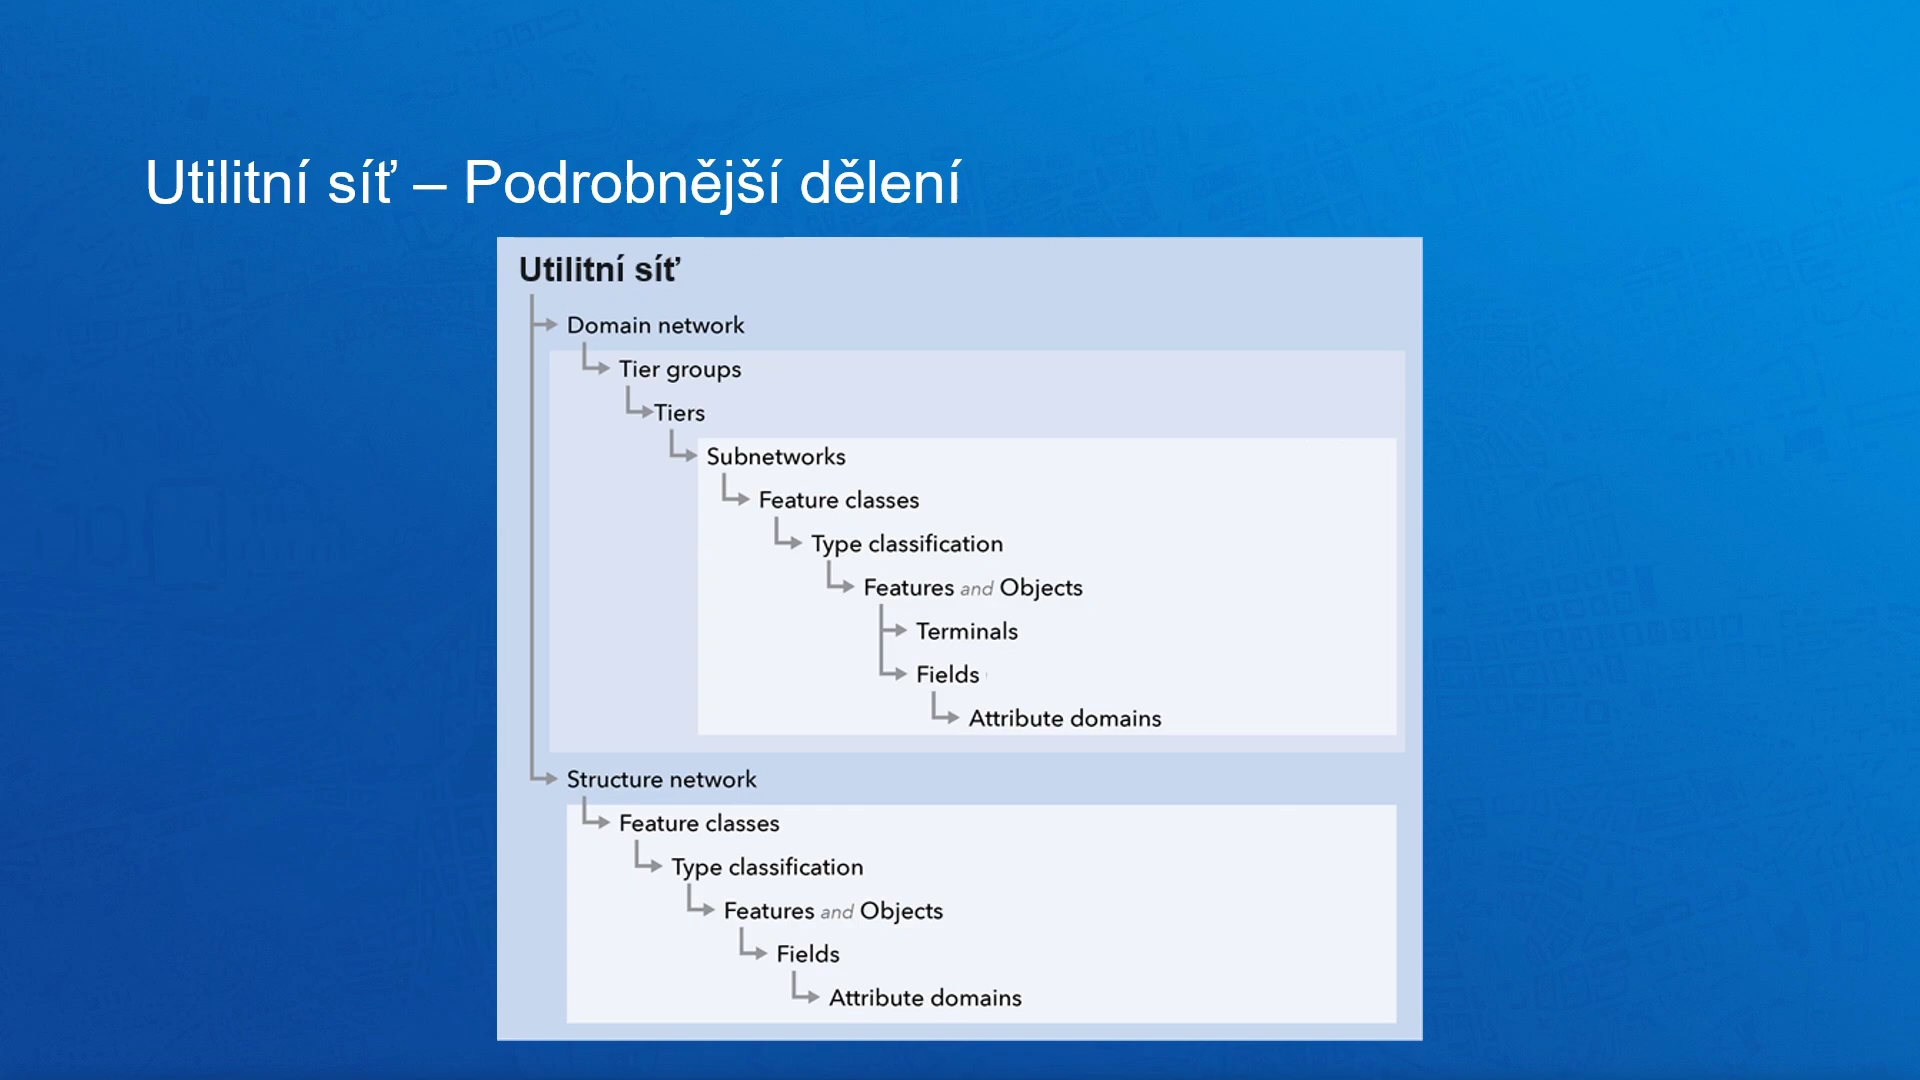 Utilitní síť – Podrobnější dělení
Utilitní síť
Domain network
Tier groups
Tiers
Subnetworks
Feature classes
Type classification
Features and Objects
Terminals
Fields
Attribute domains
Structure network
Feature classes
Type classification
Features and Objects
Fields
Attribute domains